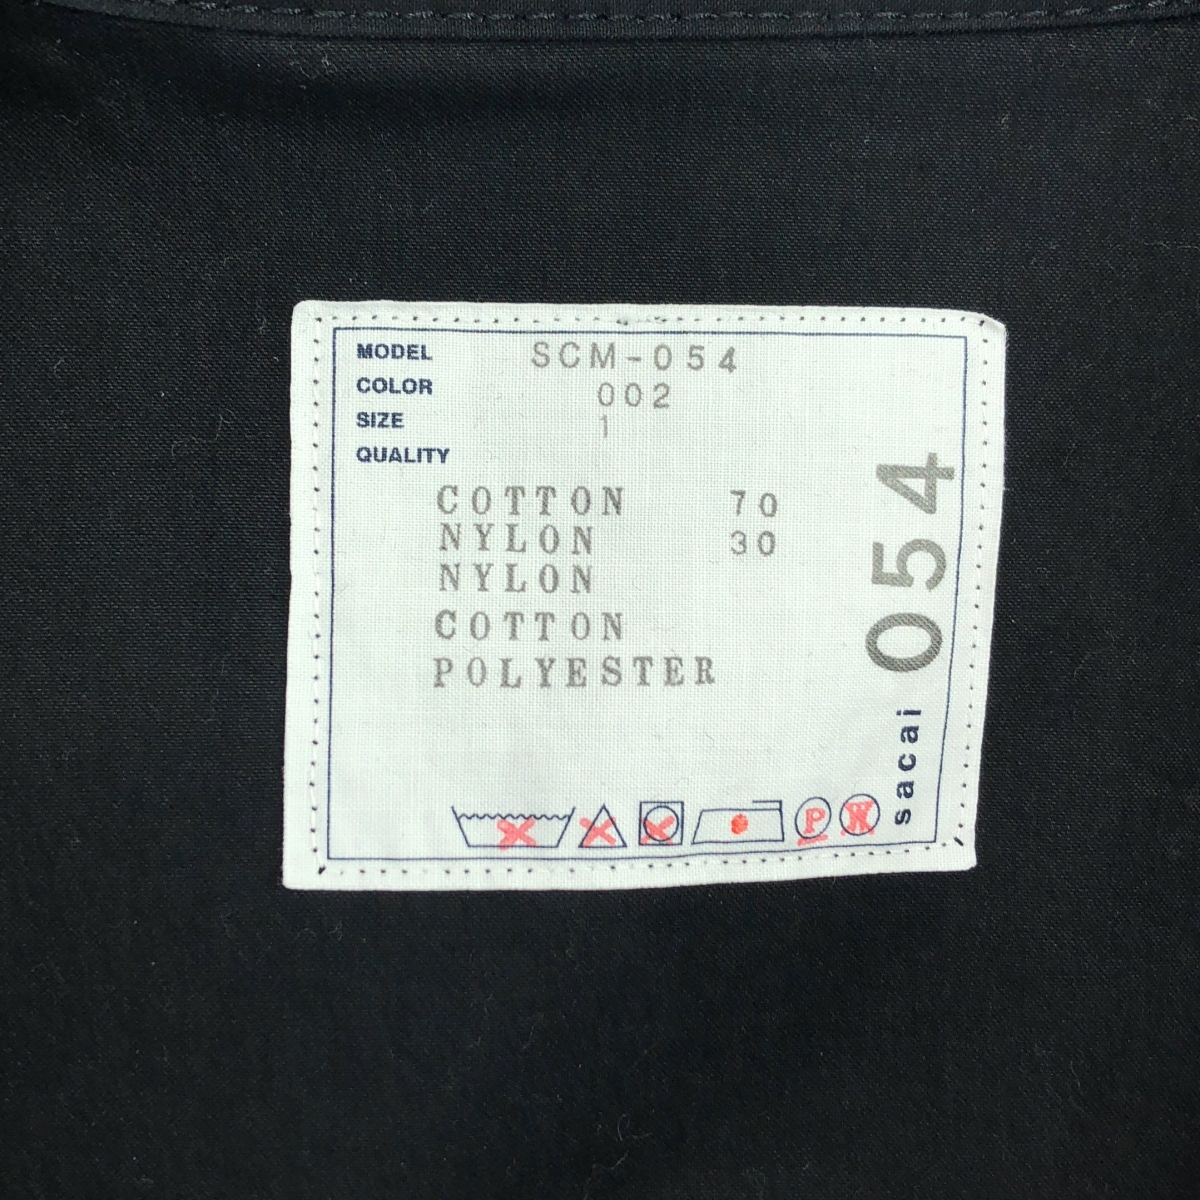 MODEL SCM-054
COLOR 002
SIZE 1
QUALITY
COTTON 70
NYLON 30
NYLON
COTTON
POLYESTER
P W
sacai 054